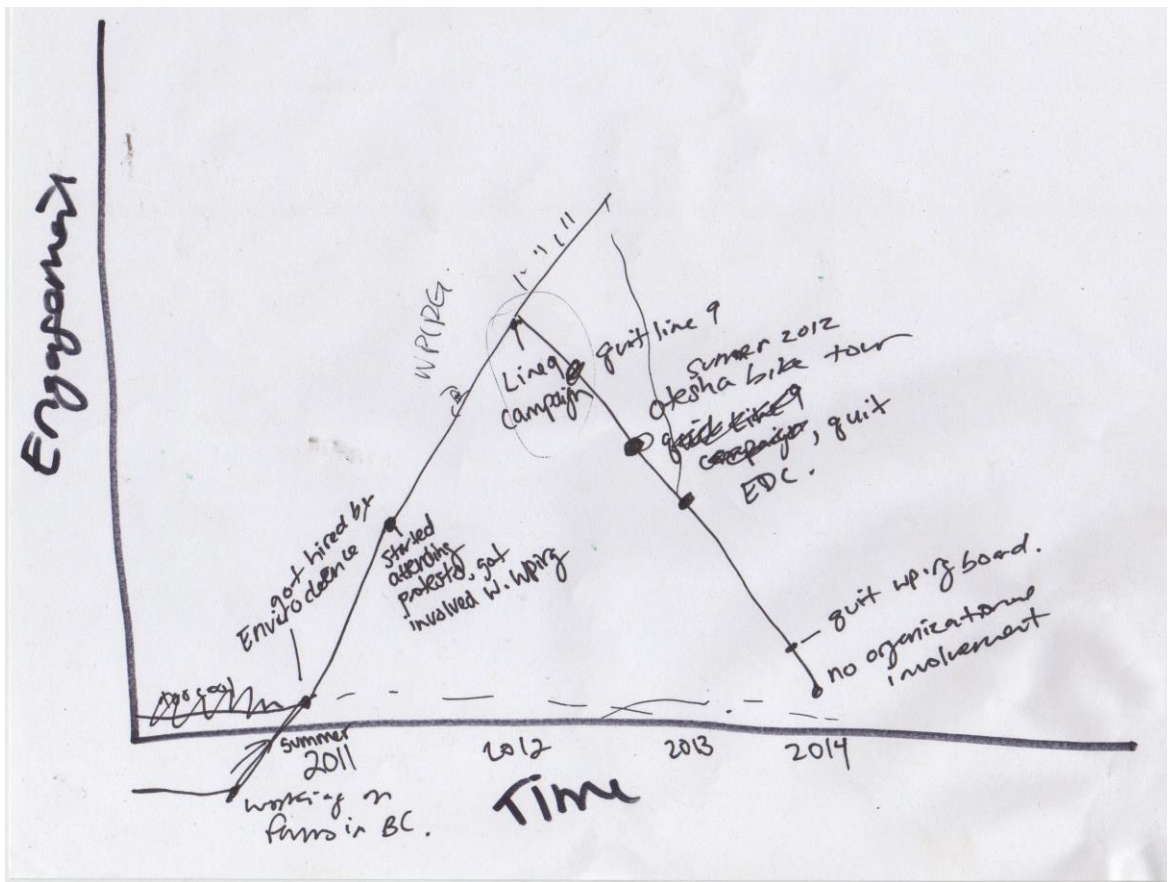 Engagement
WPIRG.
Line 9
campaign
quit line 9
summer 2012
otesha bike tour
quit line 9
campaign, quit
EDC.
got hired by
Envirodance
started
attending
protests, got
involved w. wpirg
quit wpirg board.
no organizational
involvement
summer
2011
2012
2013
2014
working on
farms in BC.
Time